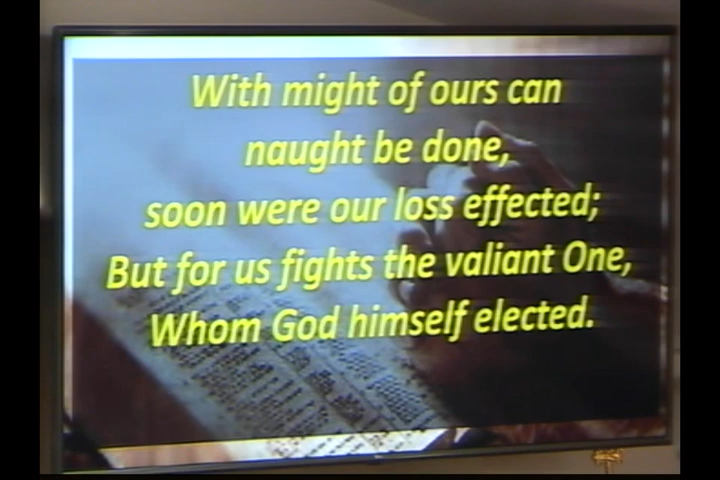 With might of ours can
naught be done,
soon were our loss effected;
But for us fights the valiant One,
Whom God himself elected.